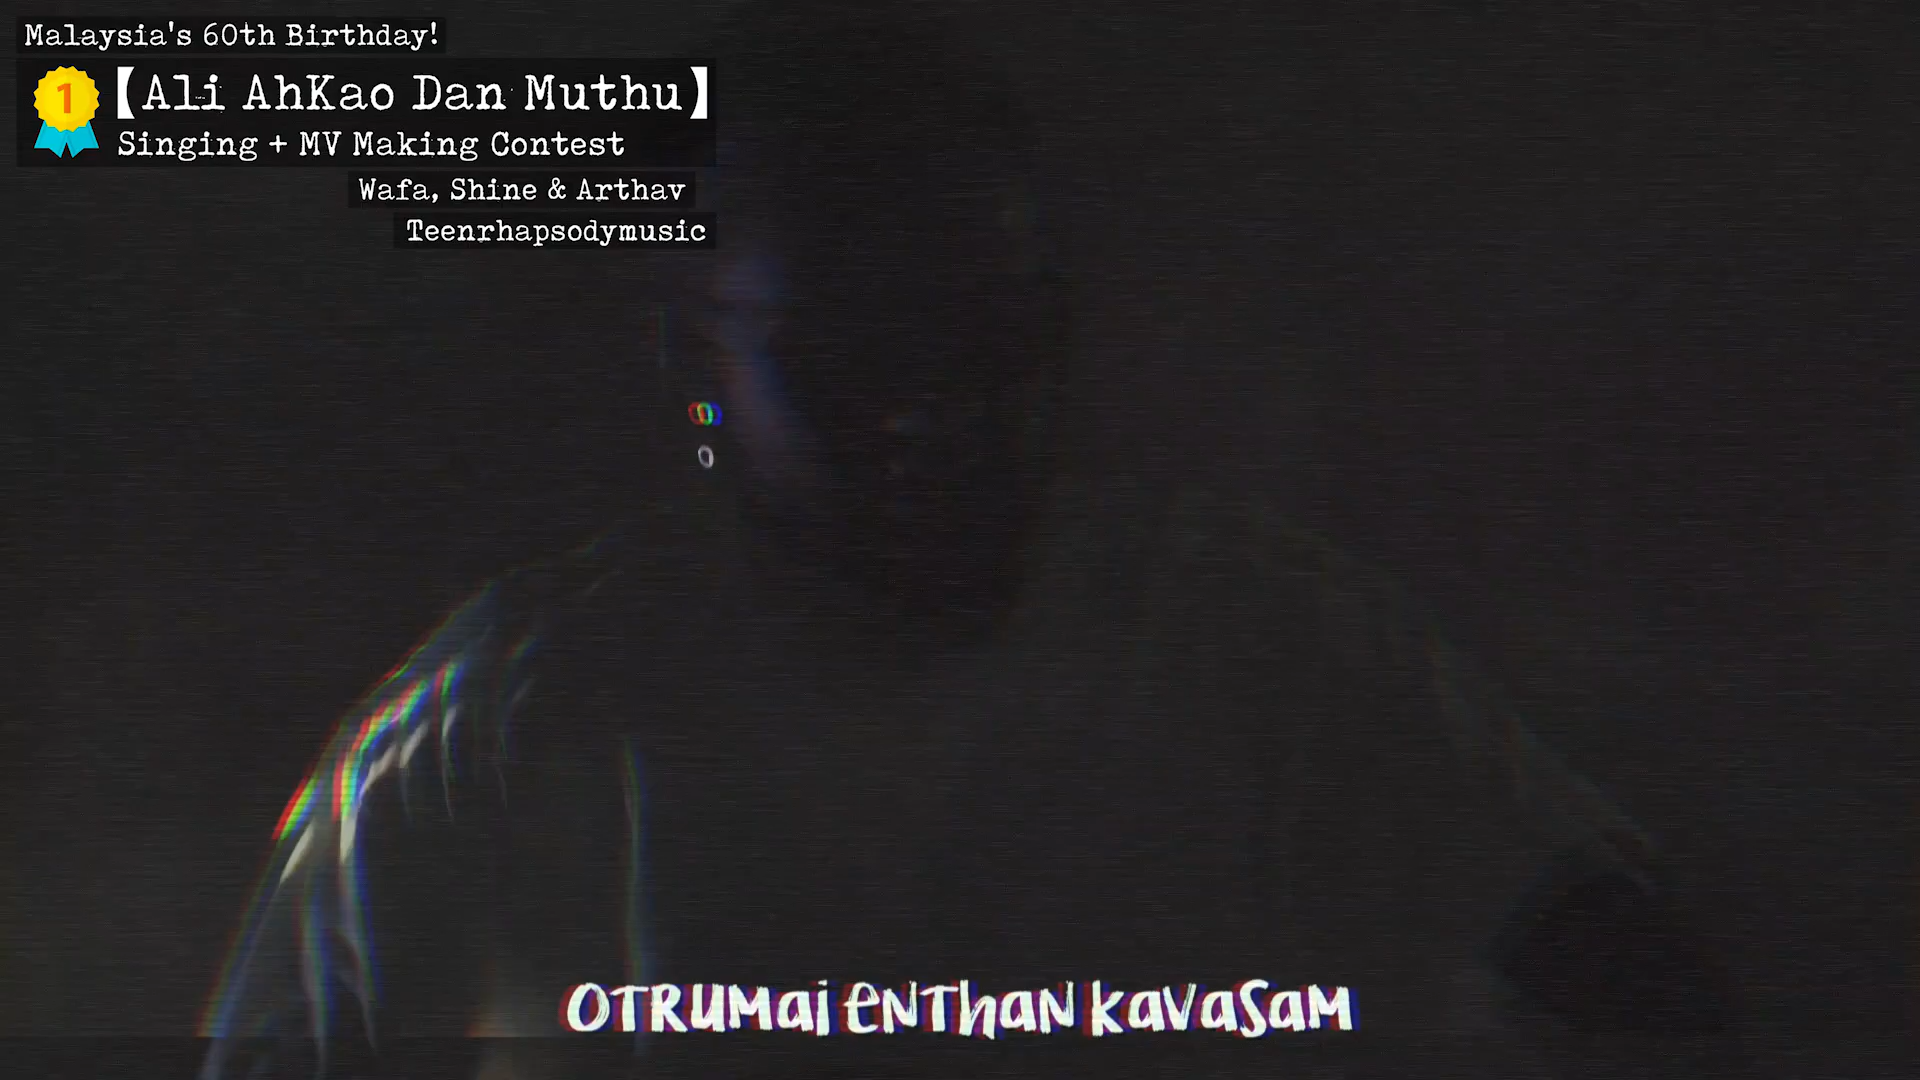 Malaysia's 60th Birthday!
1
【Ali AhKao Dan Muthu】
Singing + MV Making Contest
Wafa, Shine & Arthav
Teenrhapsodymusic
OTRUMai eNThaN kaVaSaM